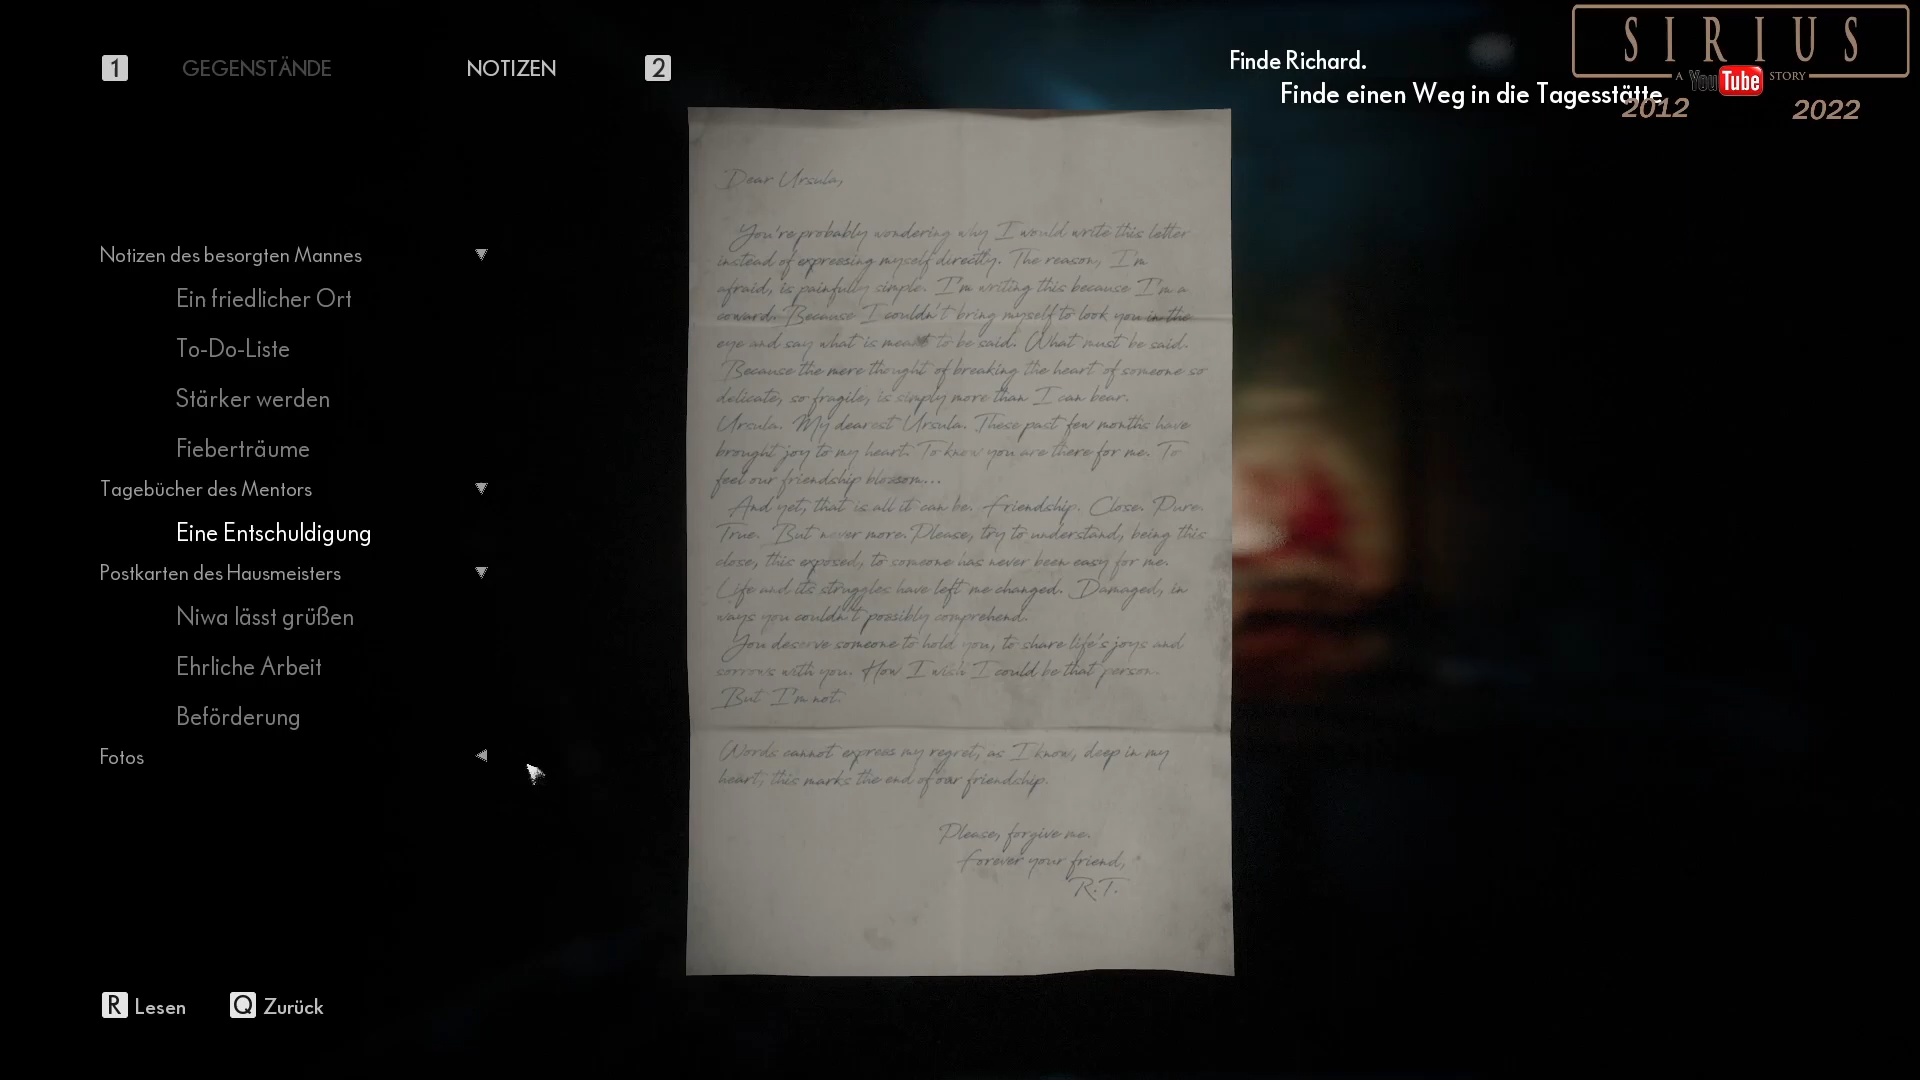 1 GEGENSTÄNDE NOTIZEN 2
Finde Richard.
Finde einen Weg in die Tagesstätte
SIRIUS
A YouTube STORY
2012 2022
Notizen des besorgten Mannes
Ein friedlicher Ort
To-Do-Liste
Stärker werden
Fieberträume
Tagebücher des Mentors
Eine Entschuldigung
Postkarten des Hausmeisters
Niwa lässt grüßen
Ehrliche Arbeit
Beförderung
Fotos
Dear Ursula,
You're probably wondering why I would write this letter
instead of expressing myself directly. The reason, I'm
afraid, is painfully simple. I'm writing this because I'm a
coward. Because I couldn't bring myself to look you in the
eye and say what is meant to be said. What must be said.
Because the mere thought of breaking the heart of someone so
delicate, so fragile, is simply more than I can bear.
Ursula. My dearest Ursula. These past few months have
brought joy to my heart. To know you are there for me. To
feel our friendship blossom...
And yet, that is all it can be. Friendship. Close. Pure.
True. But never more. Please, try to understand, being this
close, this exposed, to someone has never been easy for me.
Life and its struggles have left me changed. Damaged, in
ways you couldn't possibly comprehend.
You deserve someone to hold you, to share life's joys and
sorrows with you. How I wish I could be that person.
But I'm not.
Words cannot express my regret, as I know, deep in my
heart, this marks the end of our friendship.
Please, forgive me.
Forever your friend,
R.T.
R Lesen Q Zurück